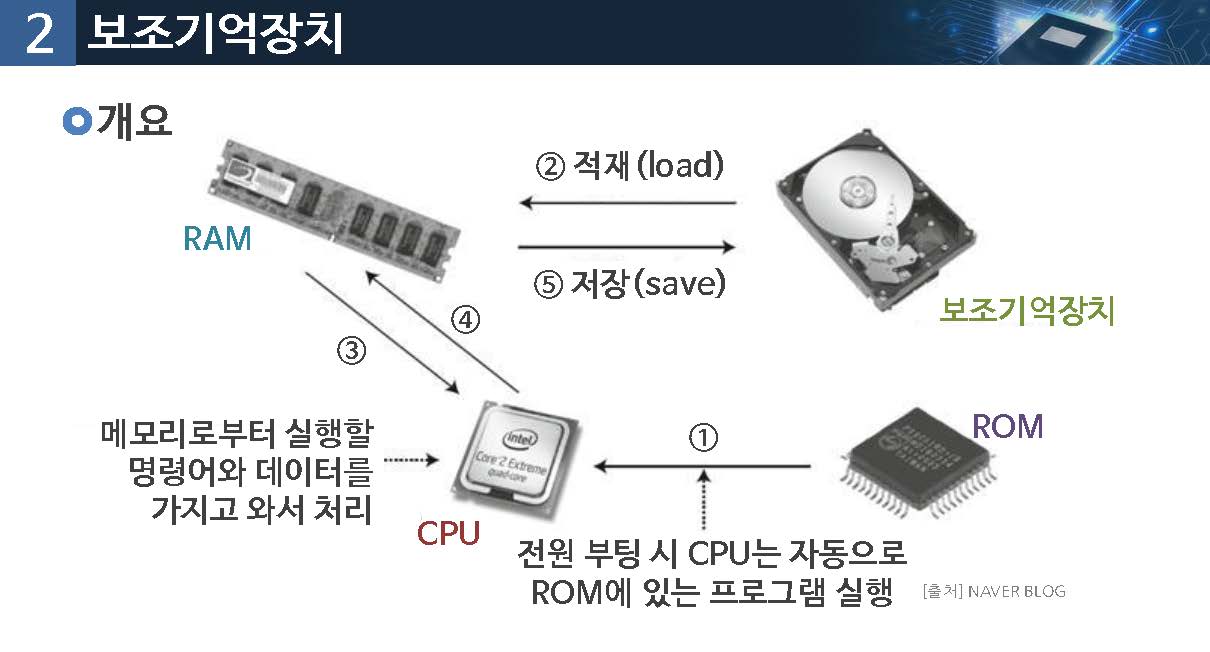 2 보조기억장치
개요
② 적재(load)
RAM
⑤ 저장(save)
보조기억장치
④
③
메모리로부터 실행할
명령어와 데이터를
가지고 와서 처리
intel
Core 2 Extreme
quad-core
CPU
①
ROM
전원 부팅 시 CPU는 자동으로
ROM에 있는 프로그램 실행
[출처] NAVER BLOG